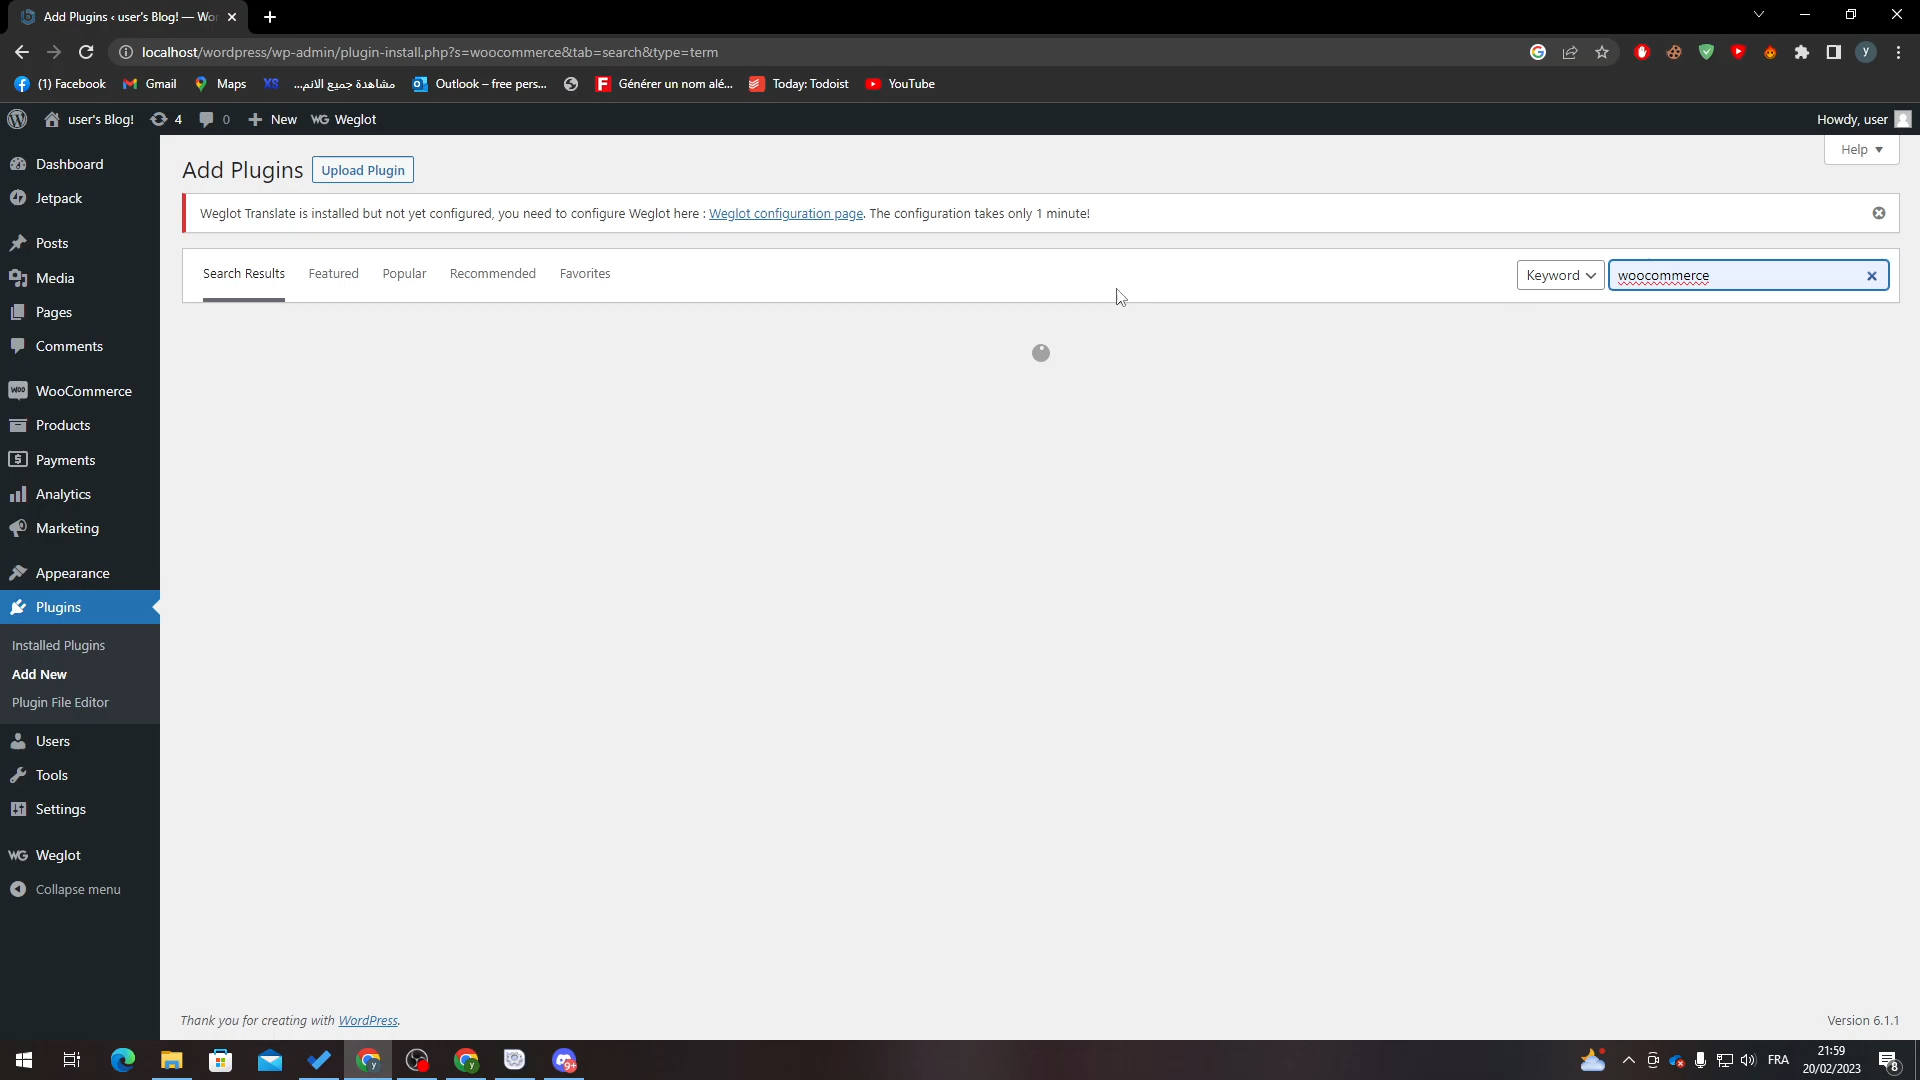 Add Plugins ‹ user's Blog! — Wor
localhost/wordpress/wp-admin/plugin-install.php?s=woocommerce&tab=search&type=term
y
(1) Facebook
Gmail
Maps
XS
مشاهدة جميع الانم...
Outlook – free pers...
Générer un nom alé...
Today: Todoist
YouTube
user's Blog!
4
0
New
WG Weglot
Howdy, user
Help
Add Plugins
Upload Plugin
Weglot Translate is installed but not yet configured, you need to configure Weglot here : Weglot configuration page. The configuration takes only 1 minute!
Search Results
Featured
Popular
Recommended
Favorites
Keyword
woocommerce
Dashboard
Jetpack
Posts
Media
Pages
Comments
WooCommerce
Products
Payments
Analytics
Marketing
Appearance
Plugins
Installed Plugins
Add New
Plugin File Editor
Users
Tools
Settings
WG Weglot
Collapse menu
Thank you for creating with WordPress.
Version 6.1.1
FRA
21:59
20/02/2023
8